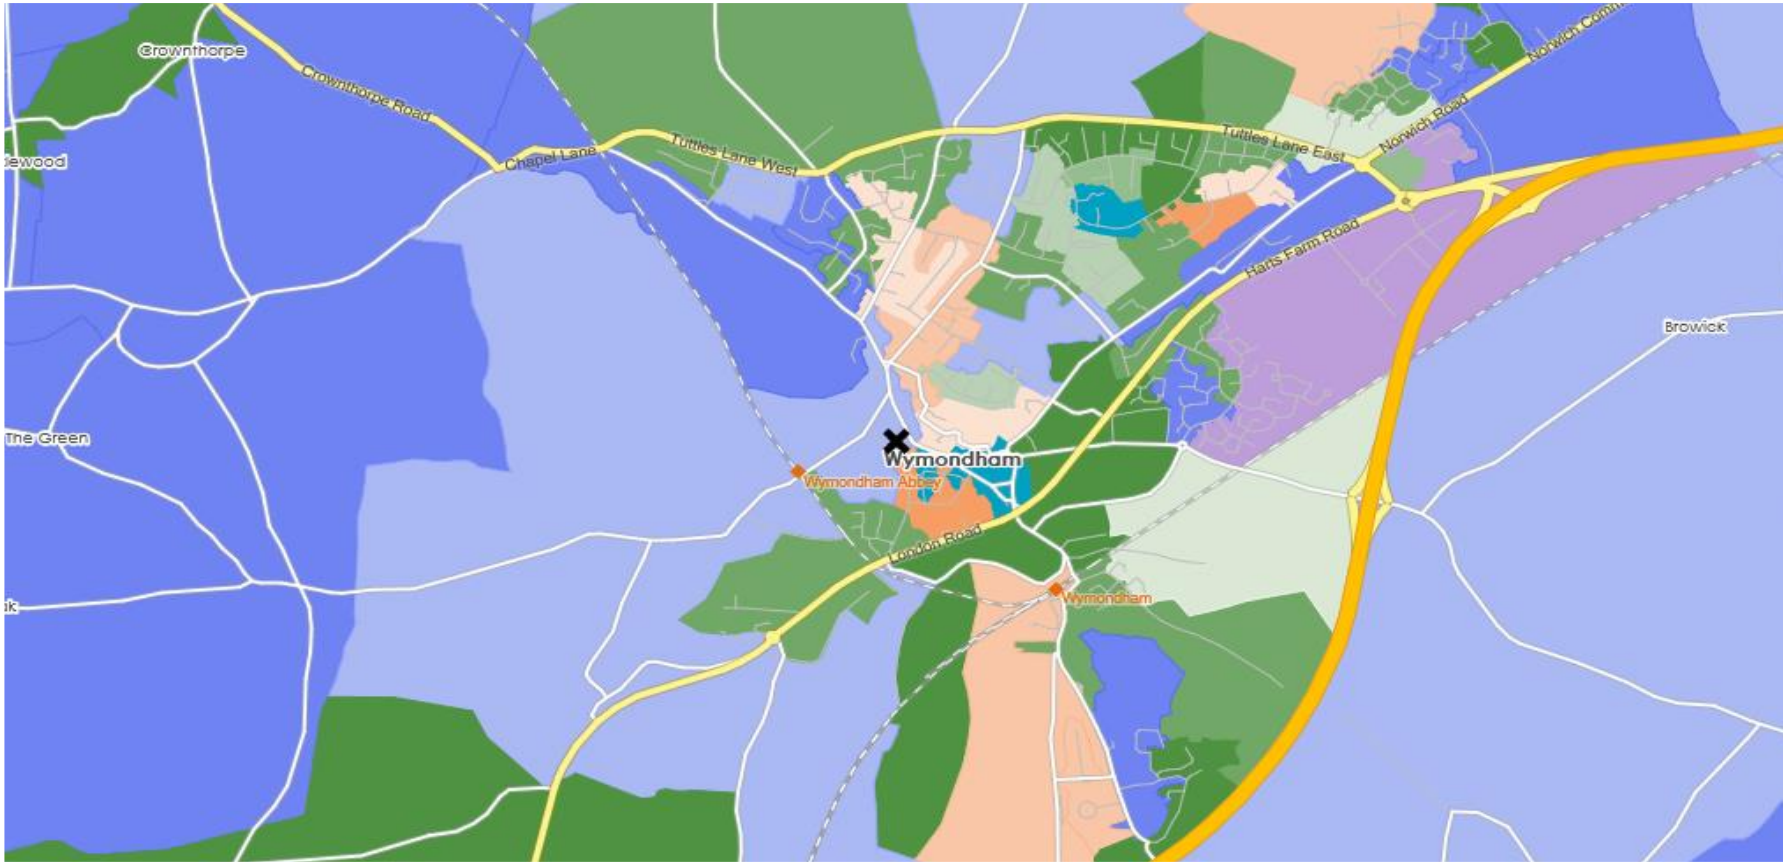 Crownthorpe
Norwich Comm
Crownthorpe Road
Tuttles Lane West
Tuttles Lane East
Norwich Road
Chapel Lane
lewood
Harts Farm Road
Browick
The Green
Wymondham
Wymondham Abbey
London Road
Wymondham